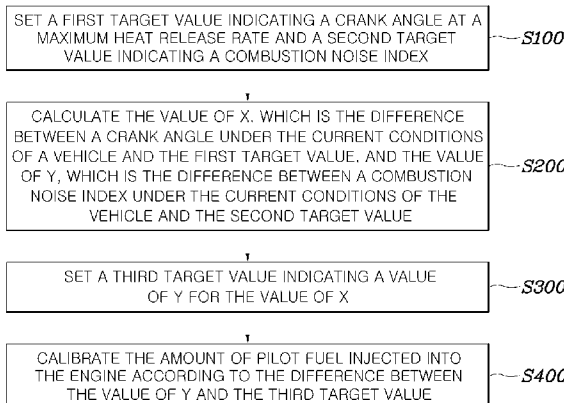 SET A FIRST TARGET VALUE INDICATING A CRANK ANGLE AT A
MAXIMUM HEAT RELEASE RATE AND A SECOND TARGET
VALUE INDICATING A COMBUSTION NOISE INDEX
S100
CALCULATE THE VALUE OF X, WHICH IS THE DIFFERENCE
BETWEEN A CRANK ANGLE UNDER THE CURRENT CONDITIONS
OF A VEHICLE AND THE FIRST TARGET VALUE, AND THE VALUE
OF Y, WHICH IS THE DIFFERENCE BETWEEN A COMBUSTION
NOISE INDEX UNDER THE CURRENT CONDITIONS OF THE
VEHICLE AND THE SECOND TARGET VALUE
S200
SET A THIRD TARGET VALUE INDICATING A VALUE
OF Y FOR THE VALUE OF X
S300
CALIBRATE THE AMOUNT OF PILOT FUEL INJECTED INTO
THE ENGINE ACCORDING TO THE DIFFERENCE BETWEEN
THE VALUE OF Y AND THE THIRD TARGET VALUE
S400